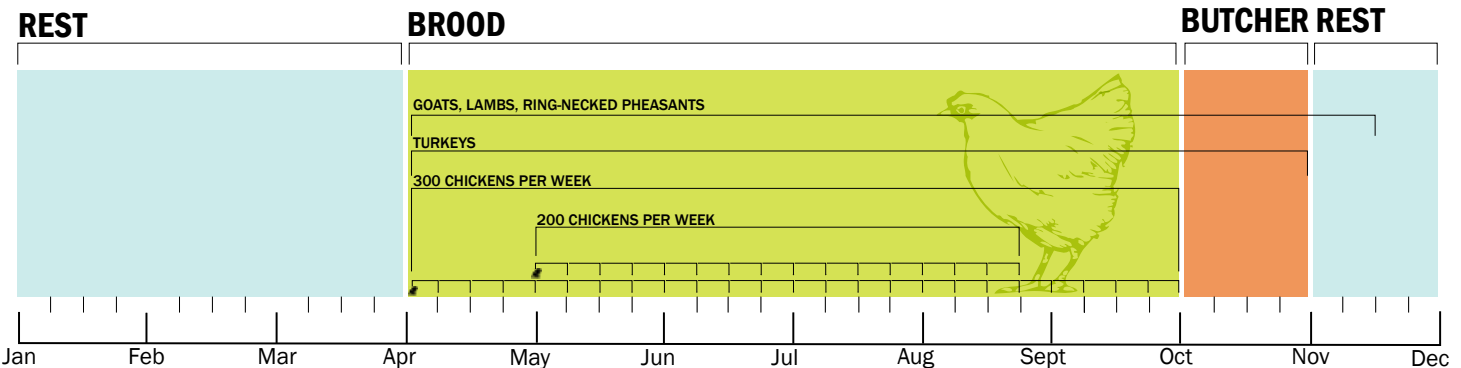 REST
BROOD
BUTCHER
REST
GOATS, LAMBS, RING-NECKED PHEASANTS
TURKEYS
300 CHICKENS PER WEEK
200 CHICKENS PER WEEK
Jan Feb Mar Apr May Jun Jul Aug Sept Oct Nov Dec